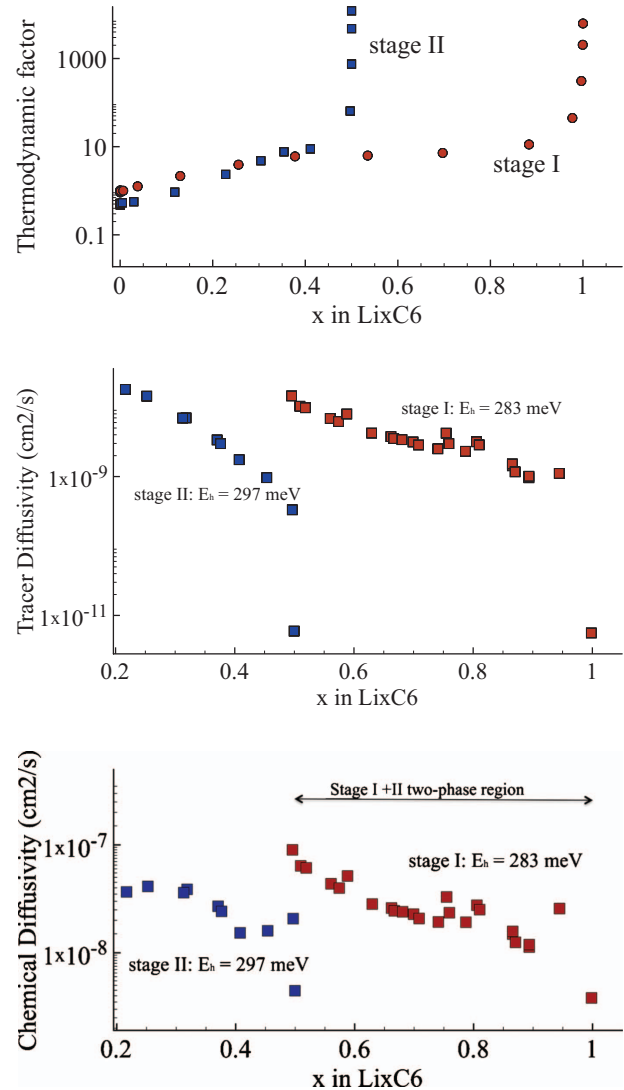 Thermodynamic factor
1000
10
0.1
stage II
stage I
0 0.2 0.4 0.6 0.8 1
x in LixC6
Tracer Diffusivity (cm2/s)
1x10-9
1x10-11
stage I: Eh = 283 meV
stage II: Eh = 297 meV
0.2 0.4 0.6 0.8 1
x in LixC6
Chemical Diffusivity (cm2/s)
1x10-7
1x10-8
Stage I +II two-phase region
stage I: Eh = 283 meV
stage II: Eh = 297 meV
0.2 0.4 0.6 0.8 1
x in LixC6